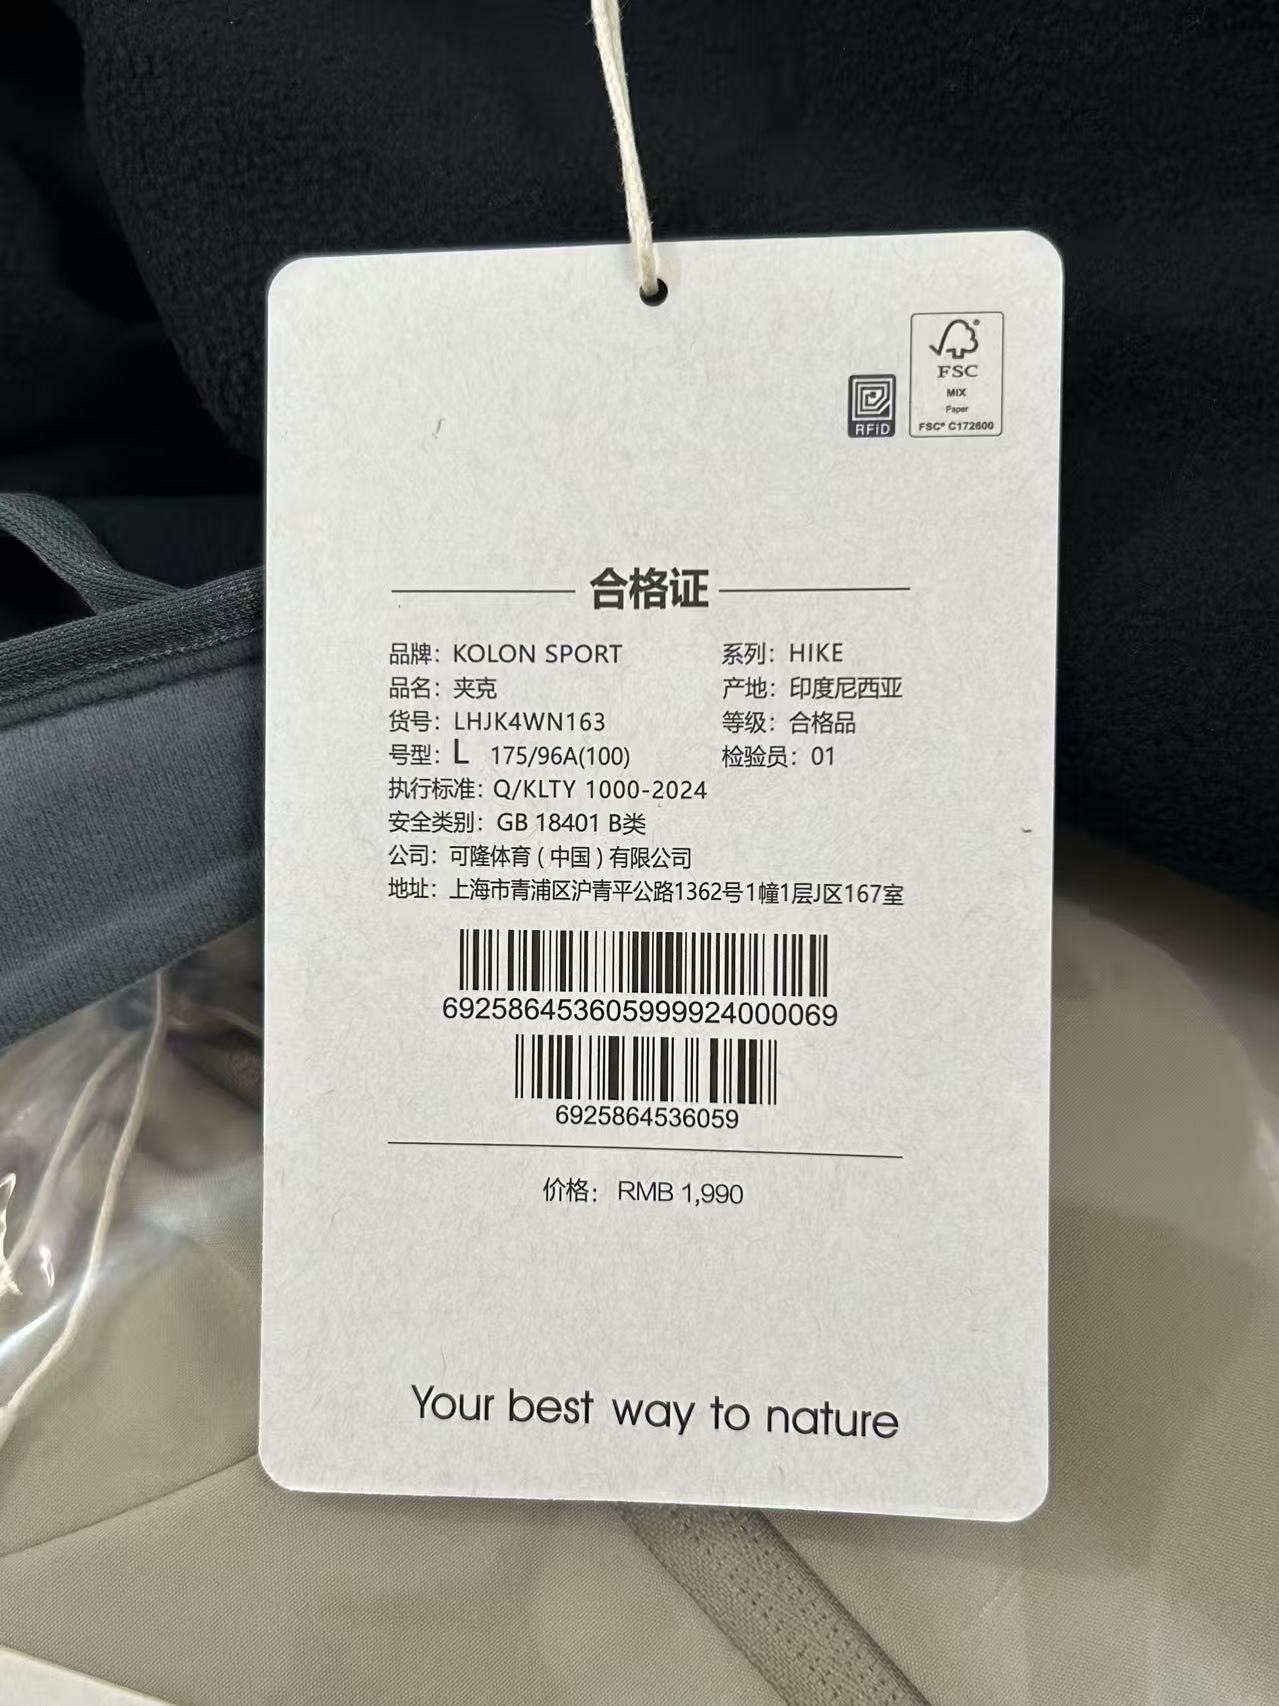 FSC
MIX
Paper
FSC® C172600
RFiD
合格证
品牌：KOLON SPORT 系列：HIKE
品名：夹克 产地：印度尼西亚
货号：LHJK4WN163 等级：合格品
号型：L 175/96A(100) 检验员：01
执行标准：Q/KLTY 1000-2024
安全类别：GB 18401 B类
公司：可隆体育（中国）有限公司
地址：上海市青浦区沪青平公路1362号1幢1层J区167室
692586453605999924000069
6925864536059
价格：RMB 1,990
Your best way to nature